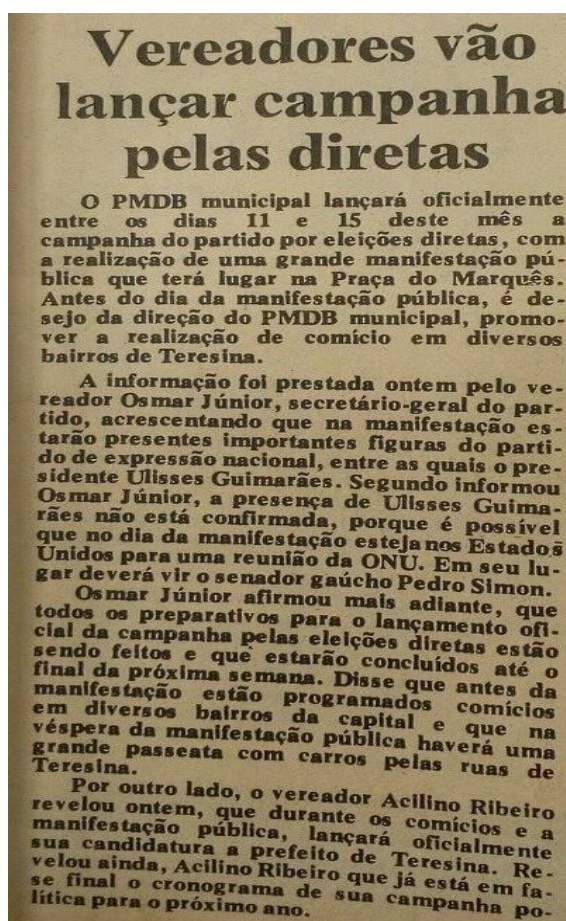 Vereadores vão
lançar campanha
pelas diretas
O PMDB municipal lançará oficialmente
entre os dias 11 e 15 deste mês a
campanha do partido por eleições diretas, com
a realização de uma grande manifestação pú-
blica que terá lugar na Praça do Marquês.
Antes do dia da manifestação pública, é de-
sejo da direção do PMDB municipal, promo-
ver a realização de comício em diversos
bairros de Teresina.
A informação foi prestada ontem pelo ve-
reador Osmar Júnior, secretário-geral do par-
tido, acrescentando que na manifestação es-
tarão presentes importantes figuras do parti-
do de expressão nacional, entre as quais o pre-
sidente Ulisses Guimarães. Segundo informou
Osmar Júnior, a presença de Ulisses Guima-
rães não está confirmada, porque é possível
que no dia da manifestação esteja nos Estados
Unidos para uma reunião da ONU. Em seu lu-
gar deverá vir o senador gaúcho Pedro Simon.
Osmar Júnior afirmou mais adiante, que
todos os preparativos para o lançamento ofi-
cial da campanha pelas eleições diretas estão
sendo feitos e que estarão concluídos até o
final da próxima semana. Disse que antes da
manifestação estão programados comícios
em diversos bairros da capital e que na
véspera da manifestação pública haverá uma
grande passeata com carros pelas ruas de
Teresina.
Por outro lado, o vereador Acilino Ribeiro
revelou ontem, que durante os comícios e a
manifestação pública, lançará oficialmente
sua candidatura a prefeito de Teresina. Re-
velou ainda, Acilino Ribeiro que já está em fa-
se final o cronograma de sua campanha po-
lítica para o próximo ano.